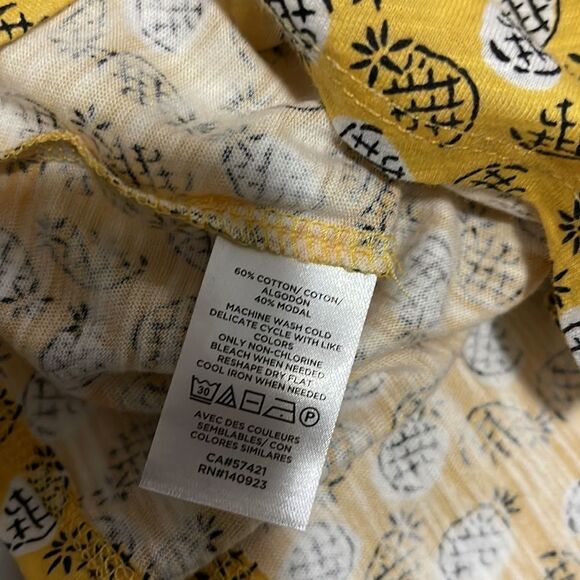 60% COTTON/ COTON/
ALGODÓN
40% MODAL
MACHINE WASH COLD
DELICATE CYCLE WITH LIKE
COLORS
ONLY NON-CHLORINE
BLEACH WHEN NEEDED
RESHAPE DRY FLAT
COOL IRON WHEN NEEDED
30 P
AVEC DES COULEURS
SEMBLABLES/ CON
COLORES SIMILARES
CA#57421
RN#140923